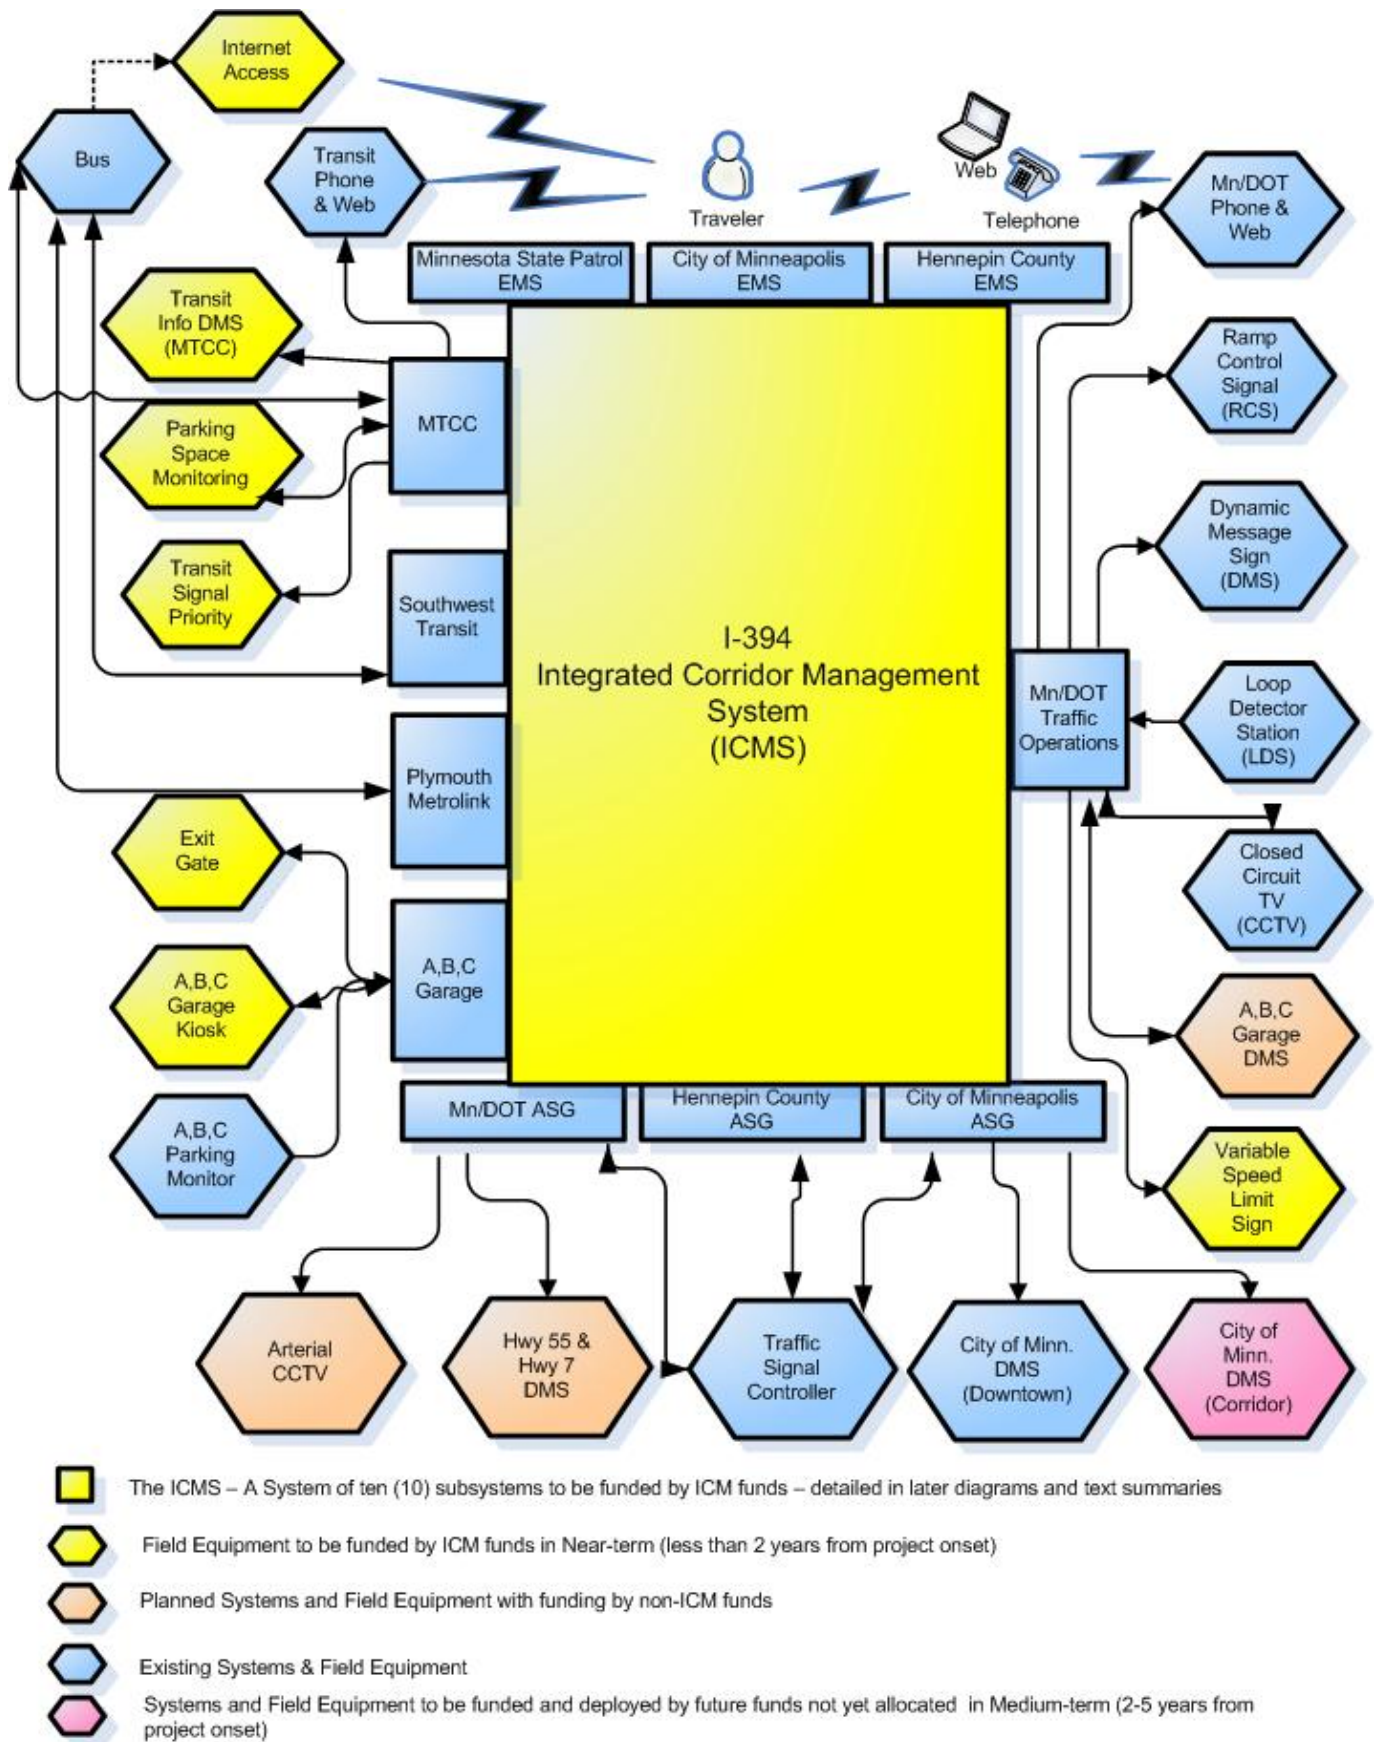 Internet
Access
Bus
Transit
Phone
& Web
Traveler
Web
Telephone
Mn/DOT
Phone &
Web
Minnesota State Patrol
EMS
City of Minneapolis
EMS
Hennepin County
EMS
Transit
Info DMS
(MTCC)
Ramp
Control
Signal
(RCS)
MTCC
Parking
Space
Monitoring
Dynamic
Message
Sign
(DMS)
Transit
Signal
Priority
Southwest
Transit
I-394
Integrated Corridor Management
System
(ICMS)
Mn/DOT
Traffic
Operations
Loop
Detector
Station
(LDS)
Plymouth
Metrolink
Exit
Gate
Closed
Circuit
TV
(CCTV)
A,B,C
Garage
A,B,C
Garage
Kiosk
A,B,C
Garage
DMS
Mn/DOT ASG
Hennepin County
ASG
City of Minneapolis
ASG
A,B,C
Parking
Monitor
Variable
Speed
Limit
Sign
Arterial
CCTV
Hwy 55 &
Hwy 7
DMS
Traffic
Signal
Controller
City of Minn.
DMS
(Downtown)
City of
Minn.
DMS
(Corridor)
The ICMS – A System of ten (10) subsystems to be funded by ICM funds – detailed in later diagrams and text summaries
Field Equipment to be funded by ICM funds in Near-term (less than 2 years from project onset)
Planned Systems and Field Equipment with funding by non-ICM funds
Existing Systems & Field Equipment
Systems and Field Equipment to be funded and deployed by future funds not yet allocated in Medium-term (2-5 years from
project onset)